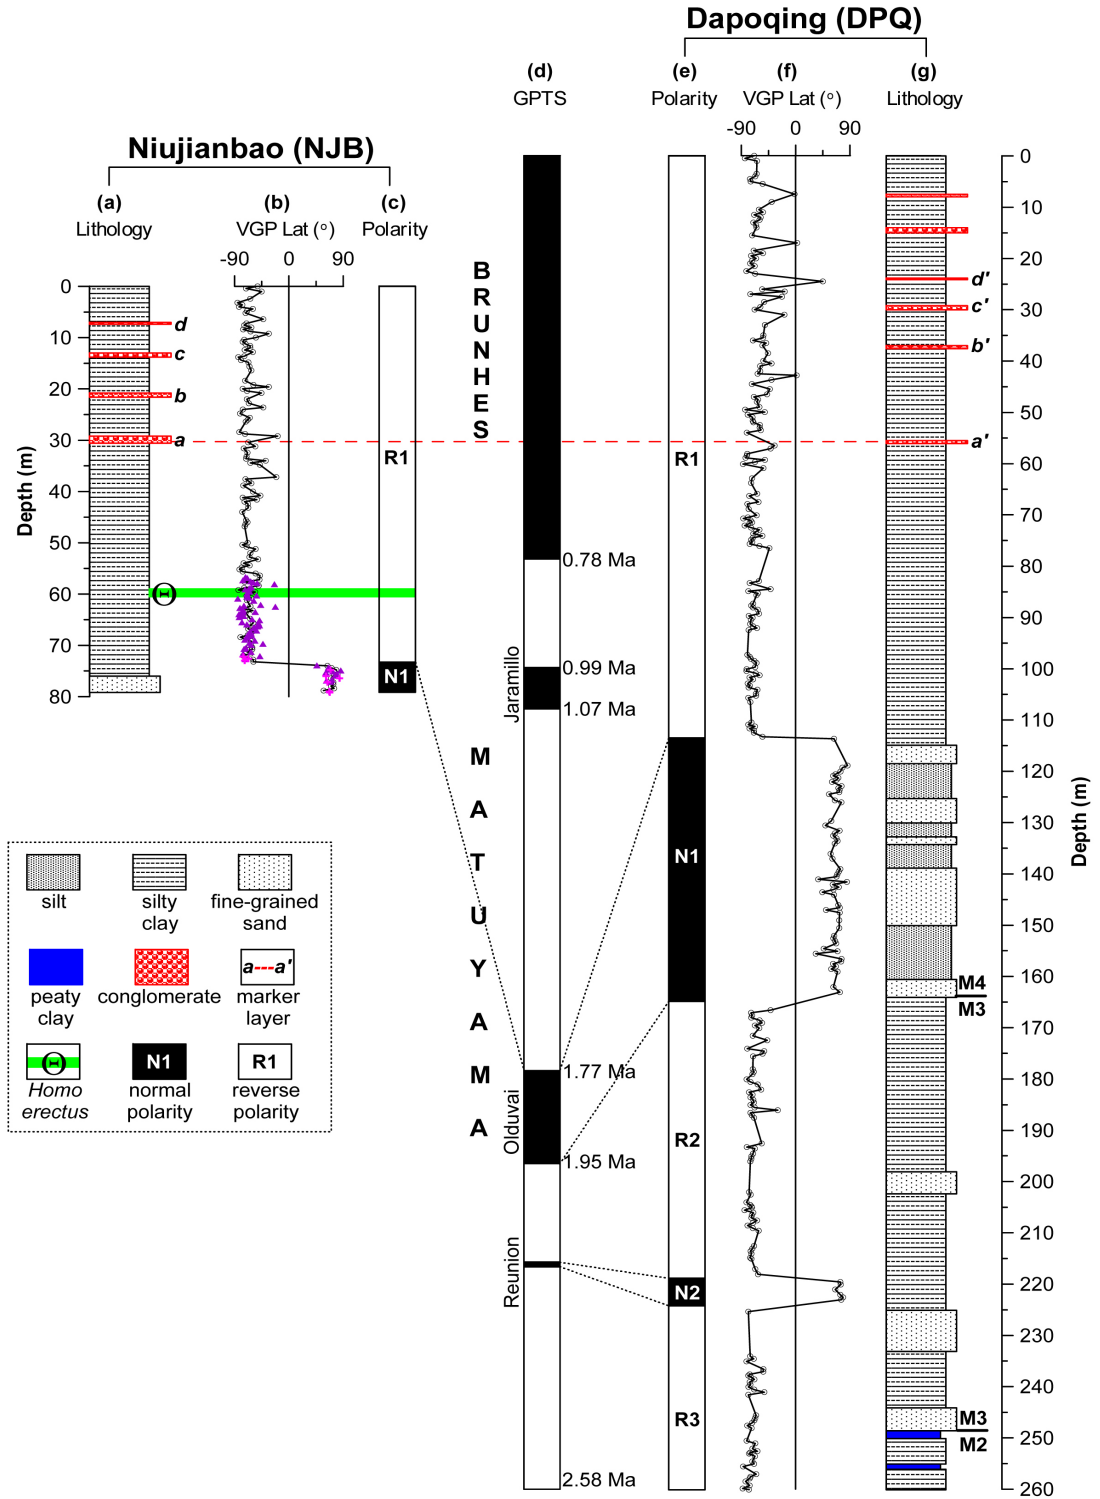 Dapoqing (DPQ)
(d)
(e)
(f)
(g)
GPTS
Polarity
VGP Lat (°)
Lithology
-90 0 90
Niujianbao (NJB)
(a)
(b)
(c)
Lithology
VGP Lat (°)
Polarity
-90 0 90
Depth (m)
0
10
20
30
40
50
60
70
80
d
c
b
a
Θ
R1
N1
BRUNHES
MATUYAMA
Jaramillo
Olduvai
Reunion
0.78 Ma
0.99 Ma
1.07 Ma
1.77 Ma
1.95 Ma
2.58 Ma
R1
N1
R2
N2
R3
d'
c'
b'
a'
M4
M3
M3
M2
0
10
20
30
40
50
60
70
80
90
100
110
120
130
140
150
160
170
180
190
200
210
220
230
240
250
260
Depth (m)
silt
silty
clay
fine-grained
sand
peaty
clay
conglomerate
a---a'
marker
layer
Θ
Homo
erectus
N1
normal
polarity
R1
reverse
polarity